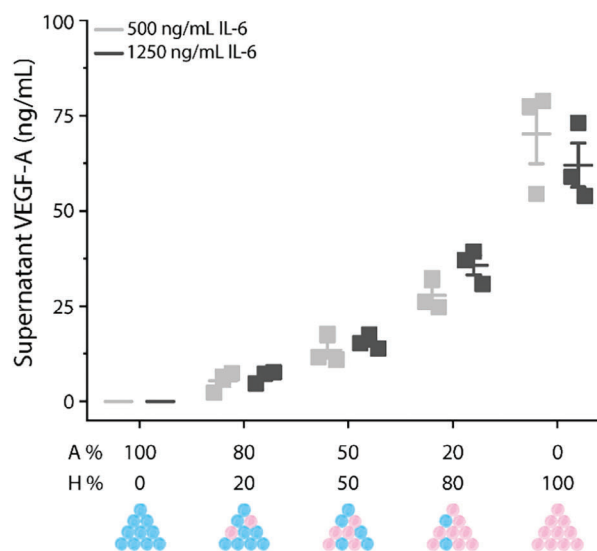 100
500 ng/mL IL-6
1250 ng/mL IL-6
75
50
25
0
Supernatant VEGF-A (ng/mL)
A % 100 80 50 20 0
H % 0 20 50 80 100